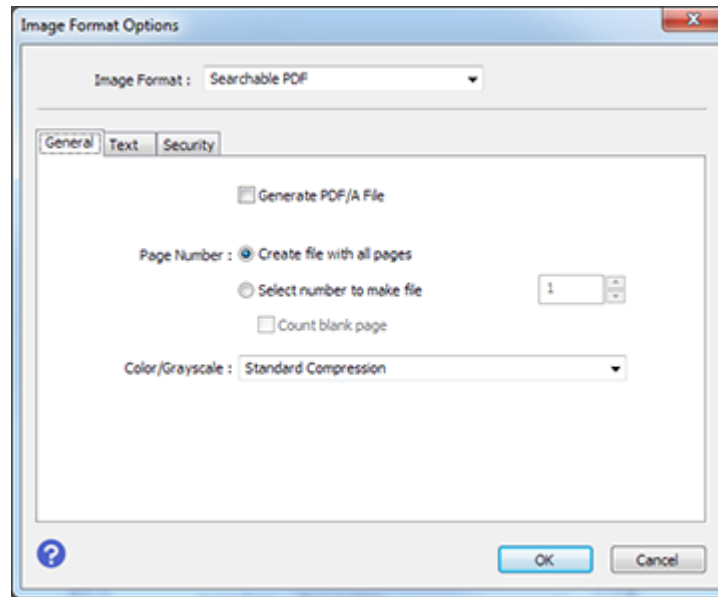 Image Format Options
Image Format : Searchable PDF
General Text Security
Generate PDF/A File
Page Number : Create file with all pages
Select number to make file 1
Count blank page
Color/Grayscale : Standard Compression
? OK Cancel